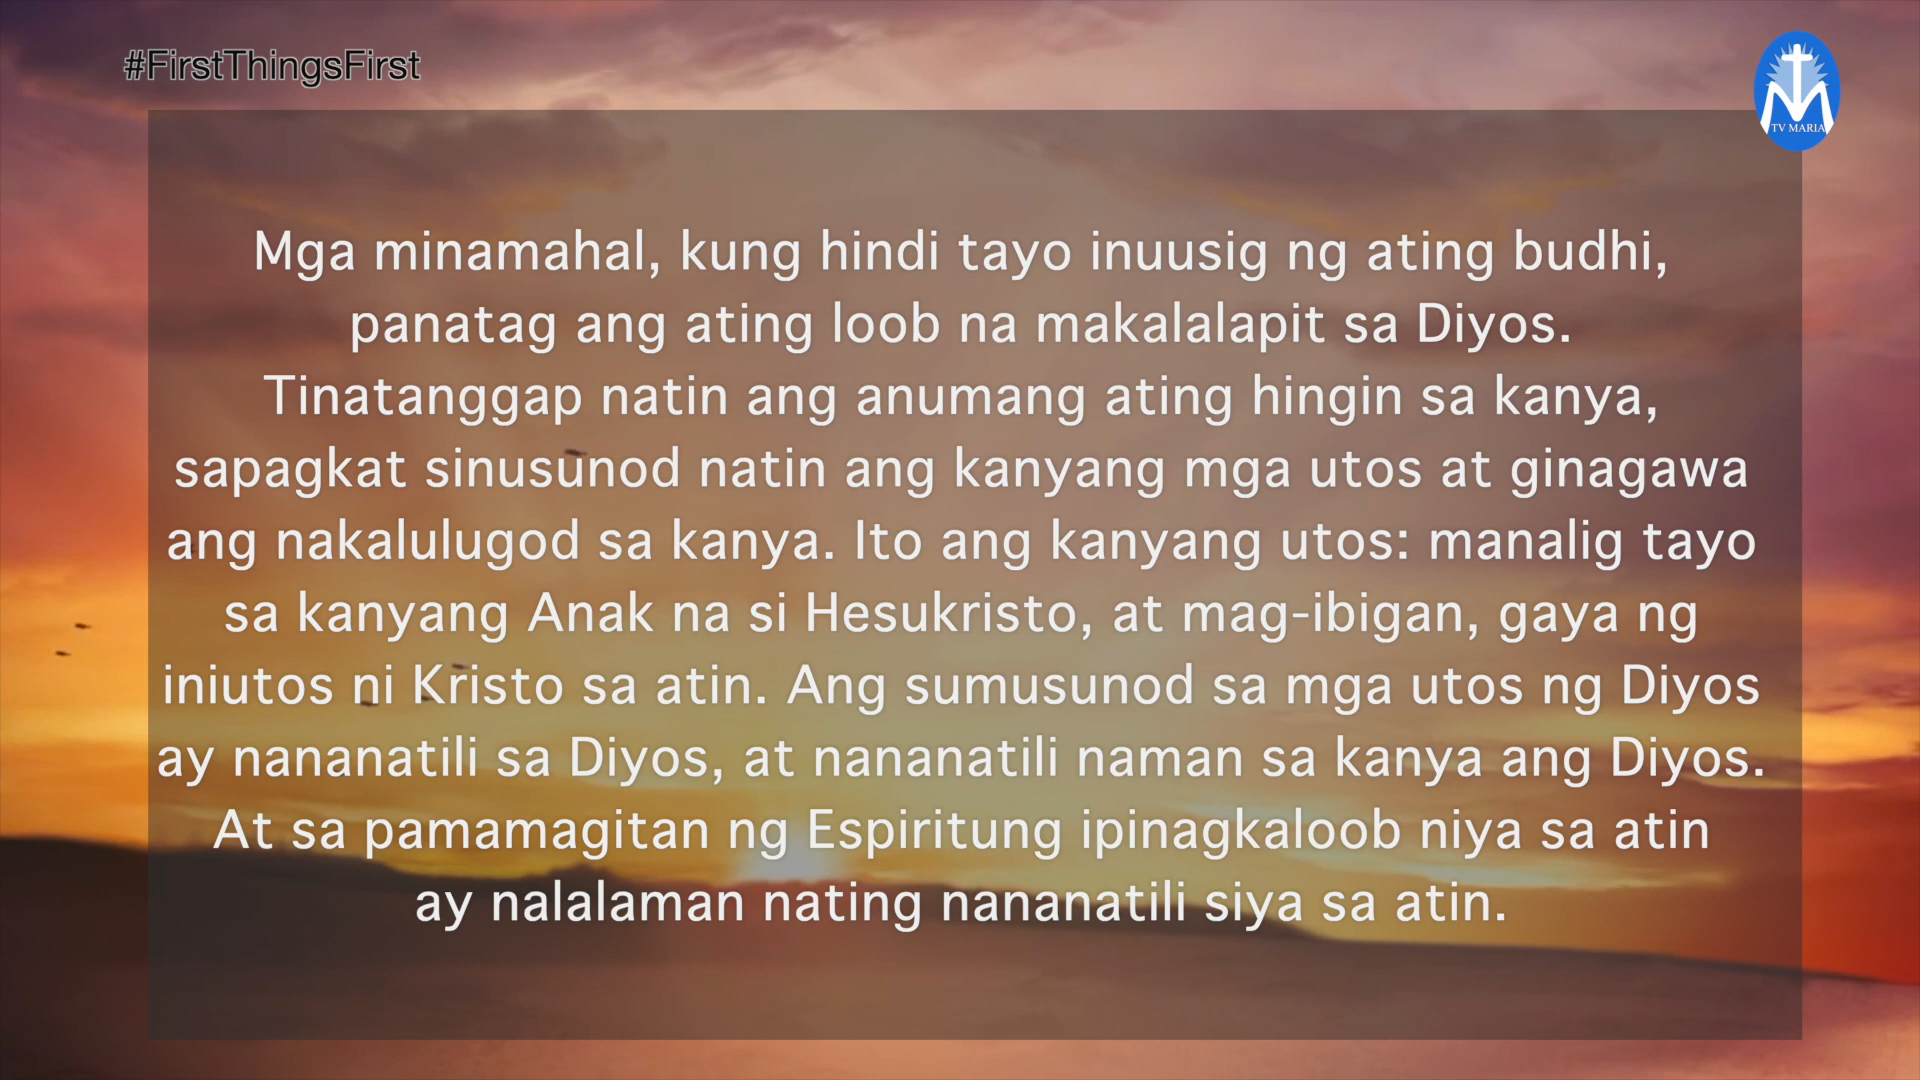 #FirstThingsFirst
TV MARIA
Mga minamahal, kung hindi tayo inuusig ng ating budhi,
panatag ang ating loob na makalalapit sa Diyos.
Tinatanggap natin ang anumang ating hingin sa kanya,
sapagkat sinusunod natin ang kanyang mga utos at ginagawa
ang nakalulugod sa kanya. Ito ang kanyang utos: manalig tayo
sa kanyang Anak na si Hesukristo, at mag-ibigan, gaya ng
iniutos ni Kristo sa atin. Ang sumusunod sa mga utos ng Diyos
ay nananatili sa Diyos, at nananatili naman sa kanya ang Diyos.
At sa pamamagitan ng Espiritung ipinagkaloob niya sa atin
ay nalalaman nating nananatili siya sa atin.